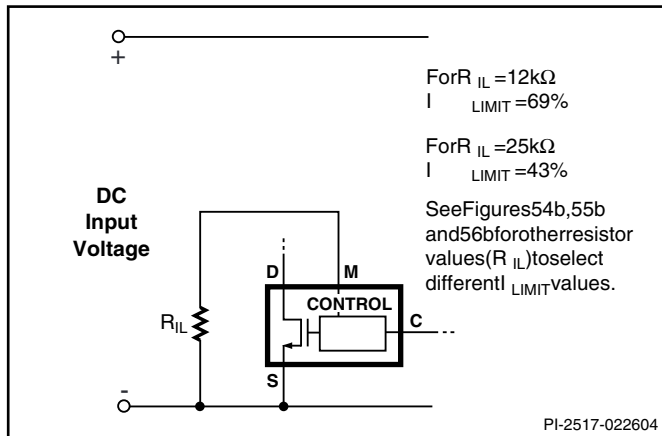 +
ForR IL =12kΩ
I LIMIT =69%
ForR IL =25kΩ
I LIMIT =43%
SeeFigures54b,55b
and56bforotherresistor
values(R IL)toselect
differentI LIMITvalues.
DC
Input
Voltage
D M
CONTROL
C
RIL
S
-
PI-2517-022604